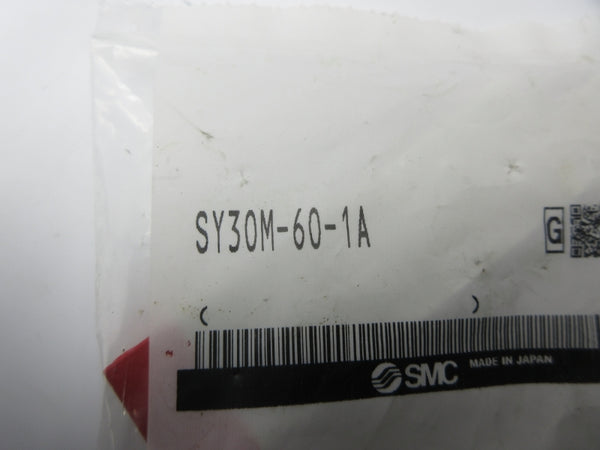 SY30M-60-1A
G
( )
SMC MADE IN JAPAN